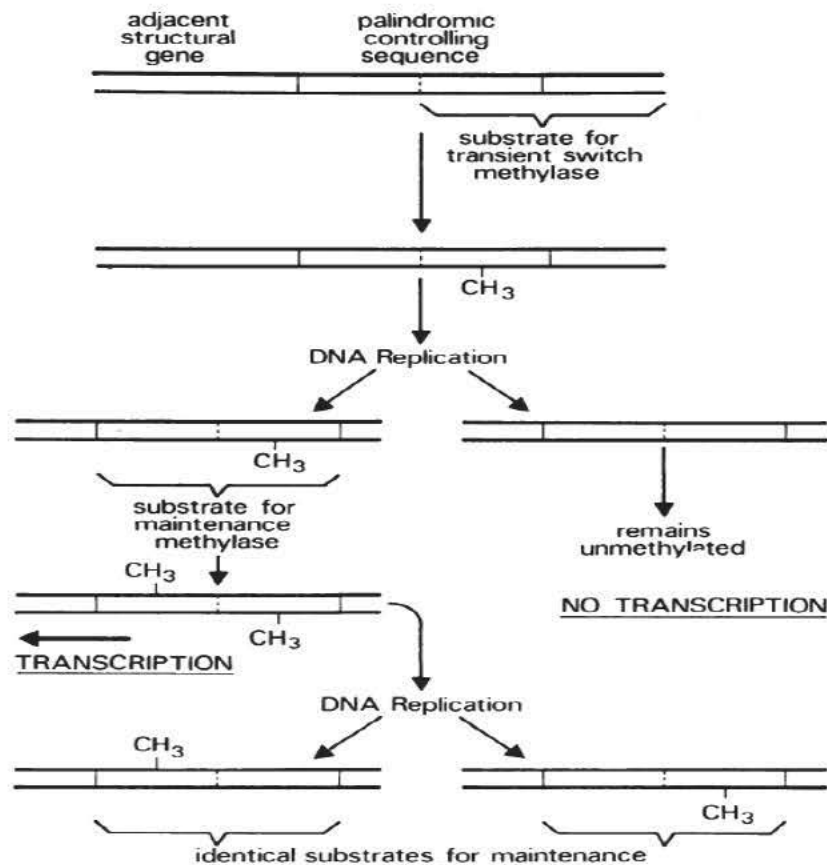 adjacent
structural
gene
palindromic
controlling
sequence
substrate for
transient switch
methylase
CH3
DNA Replication
CH3
substrate for
maintenance
methylase
remains
unmethylated
CH3
NO TRANSCRIPTION
CH3
TRANSCRIPTION
DNA Replication
CH3
CH3
identical substrates for maintenance